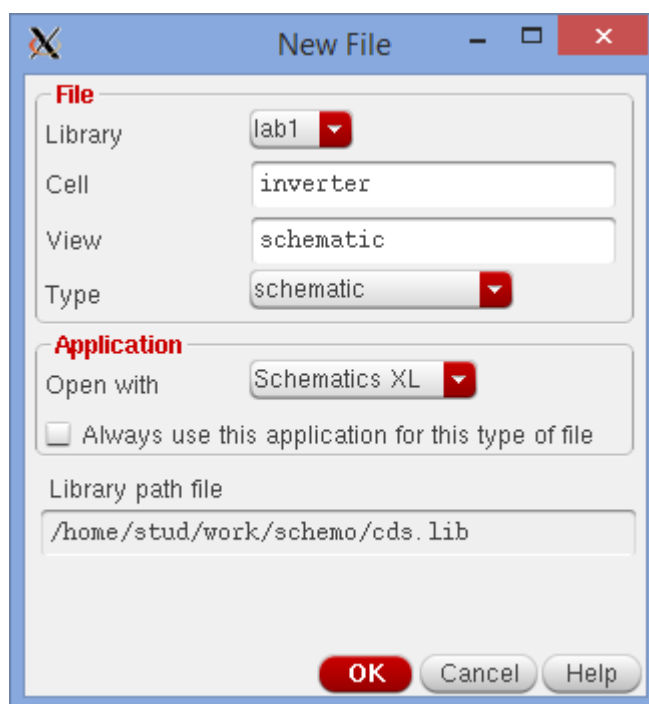 New File
File
Library lab1
Cell inverter
View schematic
Type schematic
Application
Open with Schematics XL
Always use this application for this type of file
Library path file
/home/stud/work/schemo/cds.lib
OK Cancel Help